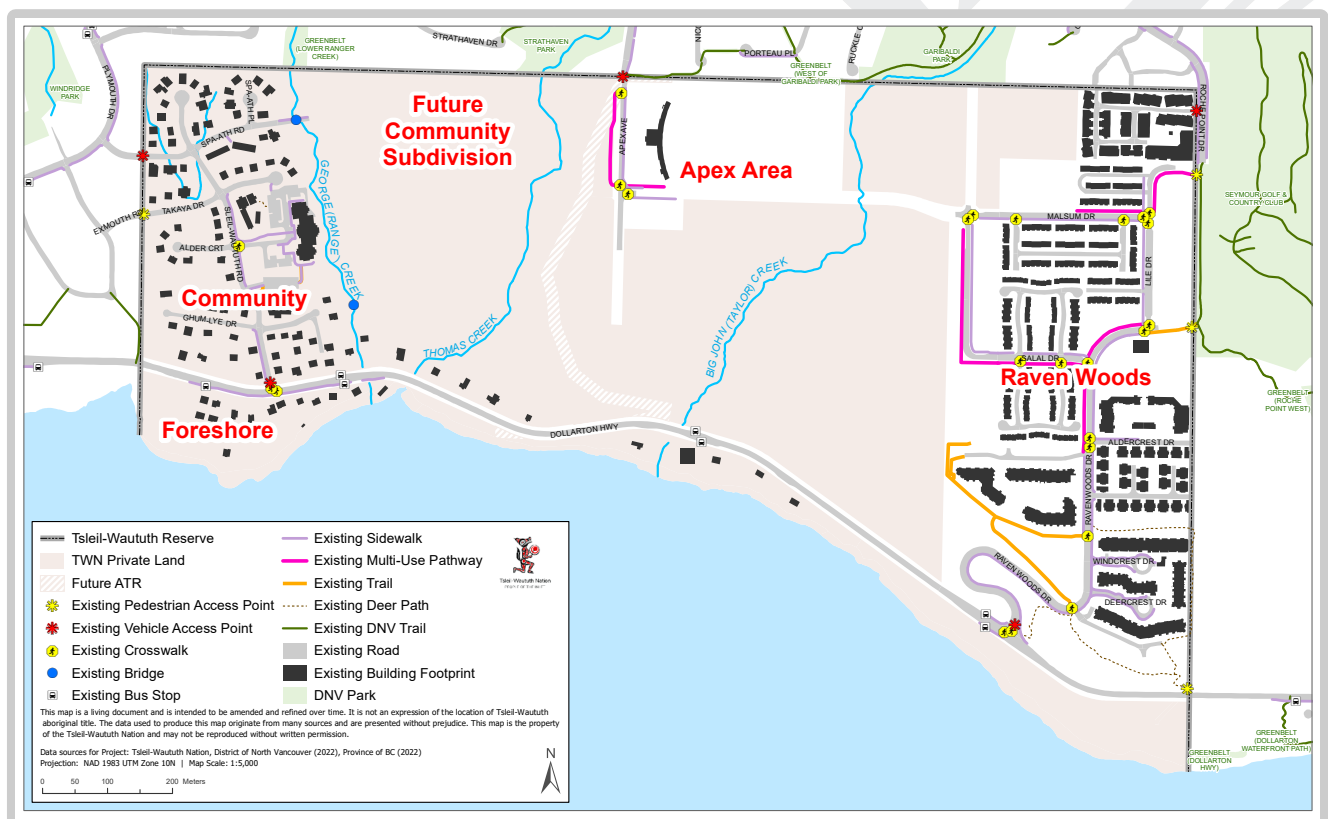 STRATHAVEN DR
GREENBELT
(LOWER RANGER
CREEK)
STRATHAVEN
PARK
PORTEAU PL
GREENBELT
(WEST OF
GARIBALDI PARK)
GARIBALDI
PARK
PLYMOUTH DR
WINDRIDGE
PARK
SPA-ATH PL
SPA-ATH RD
Future
Community
Subdivision
APEX AVE
Apex Area
ROCHE POINT DR
SEYMOUR GOLF &
COUNTRY CLUB
EXMOUTH RD
TAKAYA DR
SLEIL-WAUTUTH RD
ALDER CRT
GEORGE (RANGE) CREEK
MALSUM DR
LILE DR
Community
GHUM-LYE DR
THOMAS CREEK
BIG JOHN (TAYLOR) CREEK
SALAL DR
Raven Woods
GREENBELT
(ROCHE
POINT WEST)
Foreshore
DOLLARTON HWY
ALDERCREST DR
RAVENWOODS DR
RAVEN WOODS DR
WINDCREST DR
DEERCREST DR
GREENBELT
(DOLLARTON
WATERFRONT PATH)
GREENBELT
(DOLLARTON
HWY)
Tsleil-Waututh Reserve
TWN Private Land
Future ATR
Existing Pedestrian Access Point
Existing Vehicle Access Point
Existing Crosswalk
Existing Bridge
Existing Bus Stop
Existing Sidewalk
Existing Multi-Use Pathway
Existing Trail
Existing Deer Path
Existing DNV Trail
Existing Road
Existing Building Footprint
DNV Park
Tsleil-Waututh Nation
This map is a living document and is intended to be amended and refined over time. It is not an expression of the location of Tsleil-Waututh
aboriginal title. The data used to produce this map originate from many sources and are presented without prejudice. This map is the property
of the Tsleil-Waututh Nation and may not be reproduced without written permission.
Data sources for Project: Tsleil-Waututh Nation, District of North Vancouver (2022), Province of BC (2022)
Projection: NAD 1983 UTM Zone 10N | Map Scale: 1:5,000
0 50 100 200 Meters
N